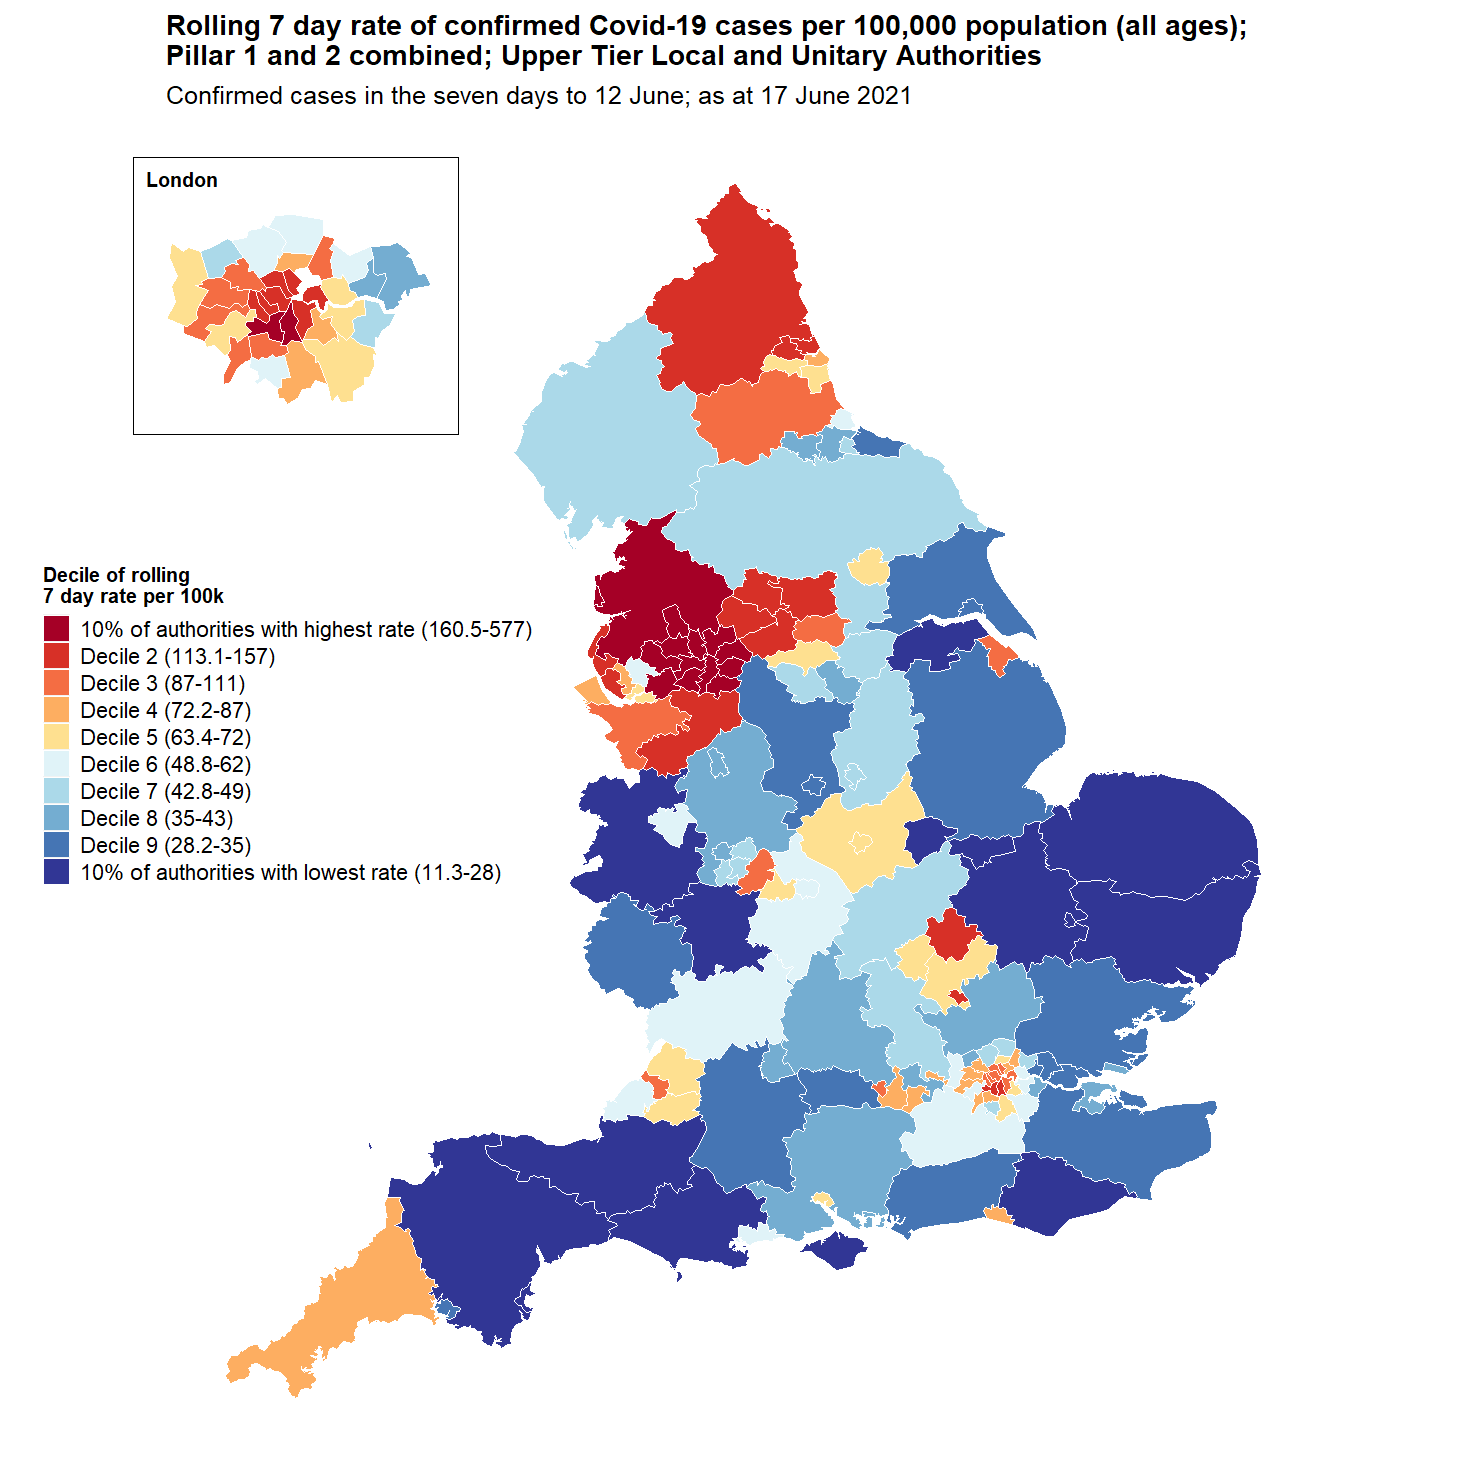 Rolling 7 day rate of confirmed Covid-19 cases per 100,000 population (all ages);
Pillar 1 and 2 combined; Upper Tier Local and Unitary Authorities
Confirmed cases in the seven days to 12 June; as at 17 June 2021
London
Decile of rolling
7 day rate per 100k
10% of authorities with highest rate (160.5-577)
Decile 2 (113.1-157)
Decile 3 (87-111)
Decile 4 (72.2-87)
Decile 5 (63.4-72)
Decile 6 (48.8-62)
Decile 7 (42.8-49)
Decile 8 (35-43)
Decile 9 (28.2-35)
10% of authorities with lowest rate (11.3-28)